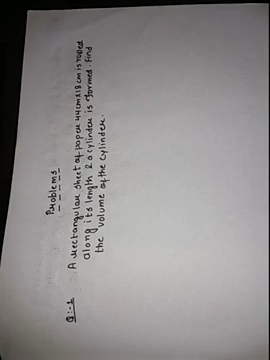 Problems
Q:-1 A rectangular sheet of paper 44cm x 18 cm is rolled
along its length & a cylinder is formed. Find
the volume of the cylinder.